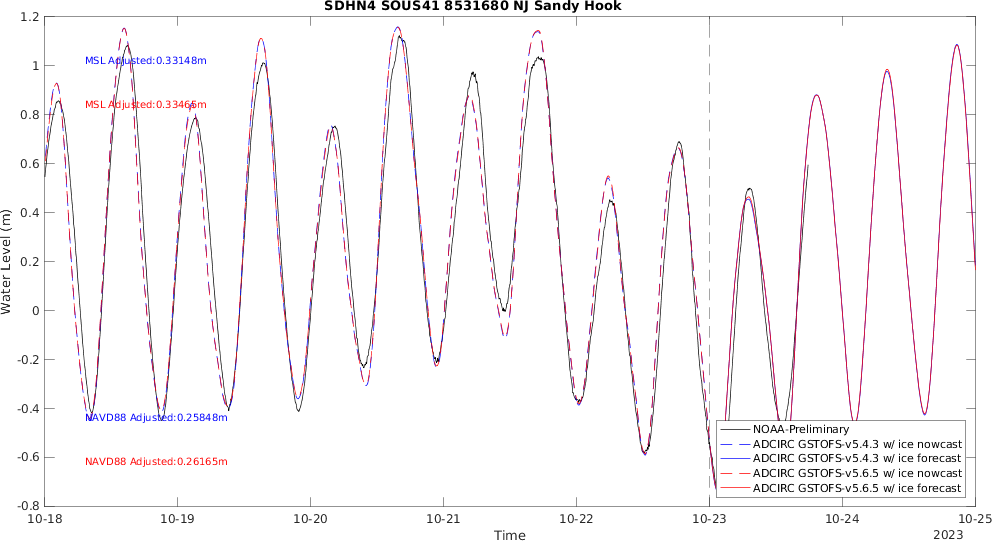 SDHN4 SOUS41 8531680 NJ Sandy Hook
1.2
1
0.8
0.6
0.4
0.2
0
-0.2
-0.4
-0.6
-0.8
Water Level (m)
MSL Adjusted:0.33148m
MSL Adjusted:0.33465m
NAVD88 Adjusted:0.25848m
NAVD88 Adjusted:0.26165m
NOAA-Preliminary
ADCIRC GSTOFS-v5.4.3 w/ ice nowcast
ADCIRC GSTOFS-v5.4.3 w/ ice forecast
ADCIRC GSTOFS-v5.6.5 w/ ice nowcast
ADCIRC GSTOFS-v5.6.5 w/ ice forecast
10-18 10-19 10-20 10-21 10-22 10-23 10-24 10-25
Time
2023